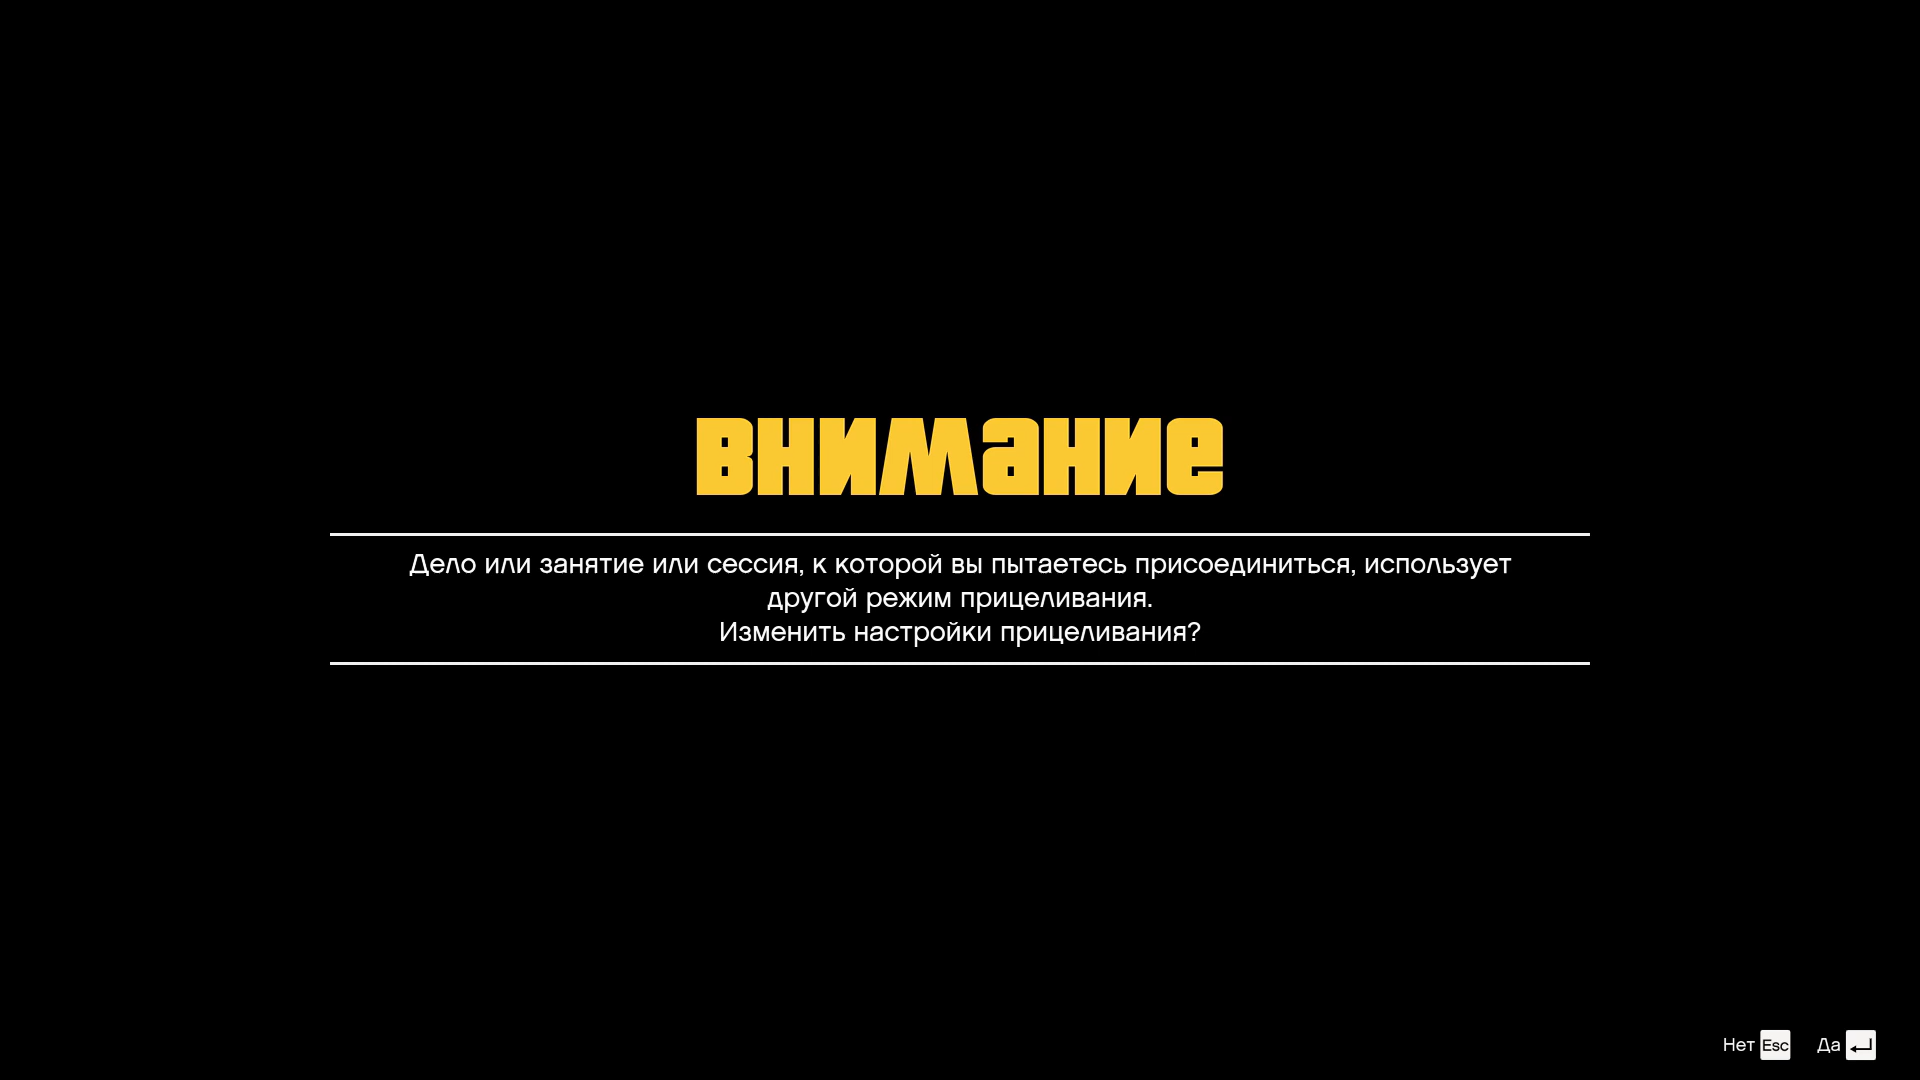 внимание
Дело или занятие или сессия, к которой вы пытаетесь присоединиться, использует
другой режим прицеливания.
Изменить настройки прицеливания?
Нет Esc Да